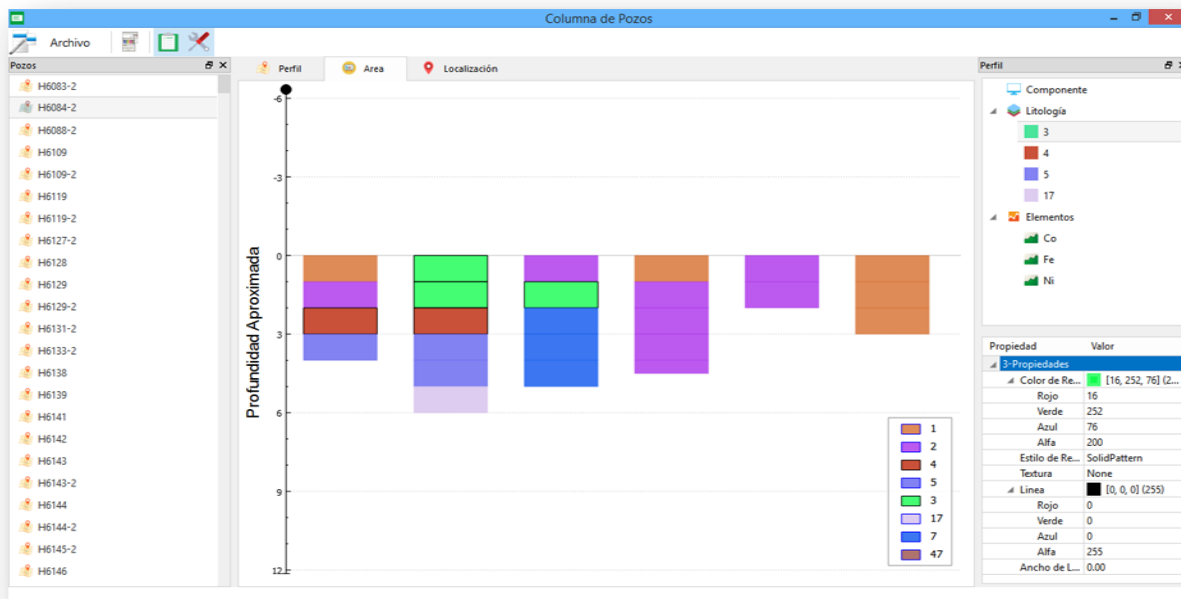 Columna de Pozos
Archivo
Pozos
H6083-2
H6084-2
H6088-2
H6109
H6109-2
H6119
H6119-2
H6127-2
H6128
H6129
H6129-2
H6131-2
H6133-2
H6138
H6139
H6141
H6142
H6143
H6143-2
H6144
H6144-2
H6145-2
H6146
Perfil
Area
Localización
Profundidad Aproximada
-6
-3
0
3
6
9
12
1
2
4
5
3
17
7
47
Perfil
Componente
Litología
3
4
5
17
Elementos
Co
Fe
Ni
Propiedad Valor
3-Propiedades
Color de Re... [16, 252, 76] (2...
Rojo 16
Verde 252
Azul 76
Alfa 200
Estilo de Re... SolidPattern
Textura None
Linea [0, 0, 0] (255)
Rojo 0
Verde 0
Azul 0
Alfa 255
Ancho de L... 0.00